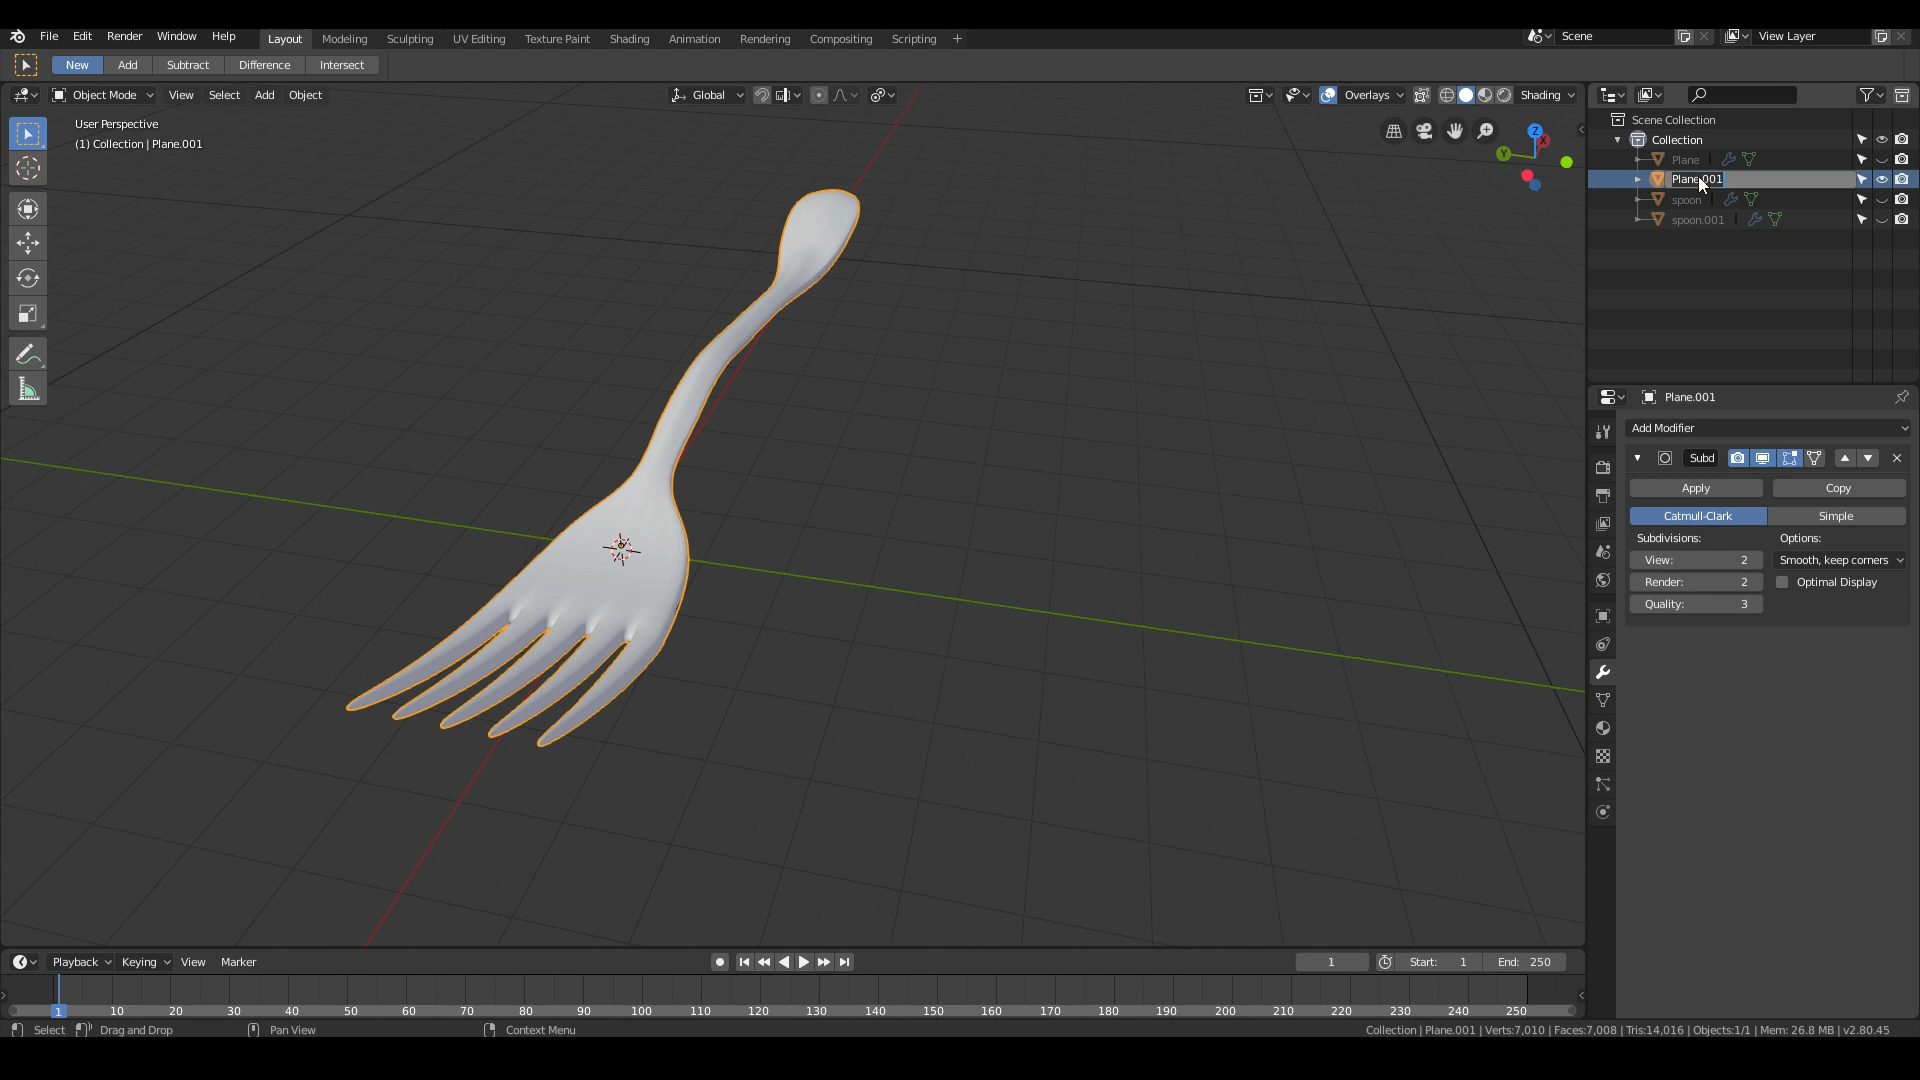 File Edit Render Window Help Layout Modeling Sculpting UV Editing Texture Paint Shading Animation Rendering Compositing Scripting + Scene View Layer
New Add Subtract Difference Intersect
Object Mode View Select Add Object Global Overlays Shading
User Perspective
(1) Collection | Plane.001
Z
X
Y
Scene Collection
Collection
Plane
Plane.001
spoon
spoon.001
Plane.001
Add Modifier
Subd
Apply Copy
Catmull-Clark Simple
Subdivisions: Options:
View: 2 Smooth, keep corners
Render: 2 Optimal Display
Quality: 3
Playback Keying View Marker 1 Start: 1 End: 250
1 10 20 30 40 50 60 70 80 90 100 110 120 130 140 150 160 170 180 190 200 210 220 230 240 250
Select Drag and Drop Pan View Context Menu Collection | Plane.001 | Verts:7,010 | Faces:7,008 | Tris:14,016 | Objects:1/1 | Mem: 26.8 MB | v2.80.45